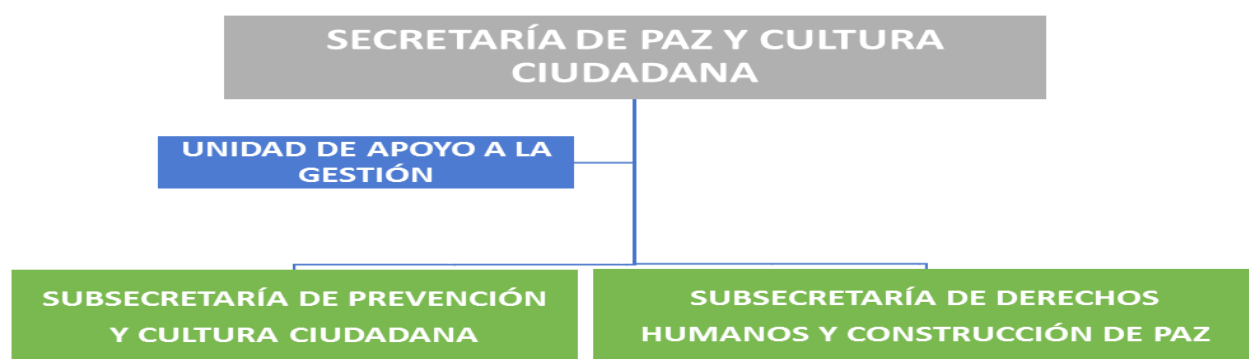 SECRETARÍA DE PAZ Y CULTURA
CIUDADANA
UNIDAD DE APOYO A LA
GESTIÓN
SUBSECRETARÍA DE PREVENCIÓN
Y CULTURA CIUDADANA
SUBSECRETARÍA DE DERECHOS
HUMANOS Y CONSTRUCCIÓN DE PAZ